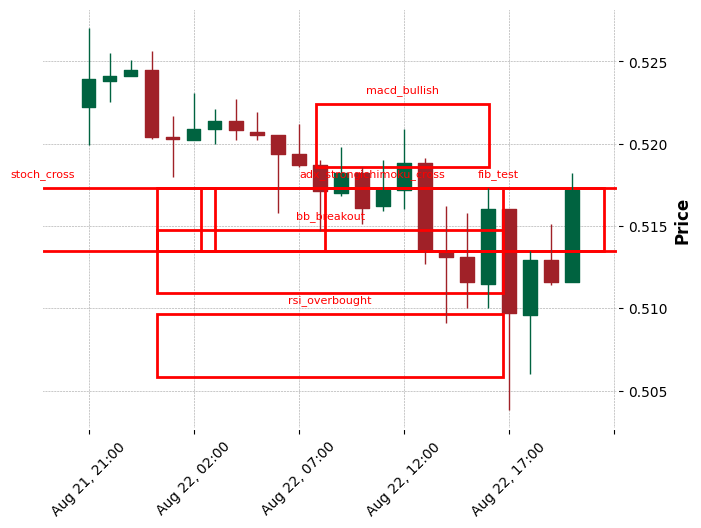 0.525
macd_bullish
0.520
stoch_cross
fib_test
0.515
bb_breakout
Price
0.510
rsi_overbought
0.505
Aug 21, 21:00
Aug 22, 02:00
Aug 22, 07:00
Aug 22, 12:00
Aug 22, 17:00